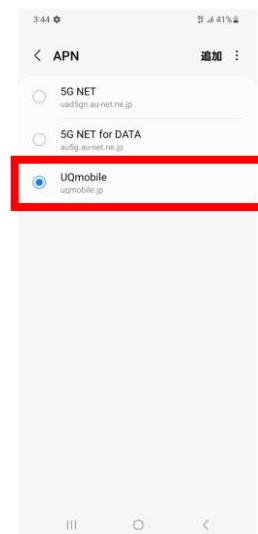 3:44
41%
APN
追加
5G NET
uad5gn.au-net.ne.jp
5G NET for DATA
au5g.au-net.ne.jp
UQmobile
uqmobile.jp